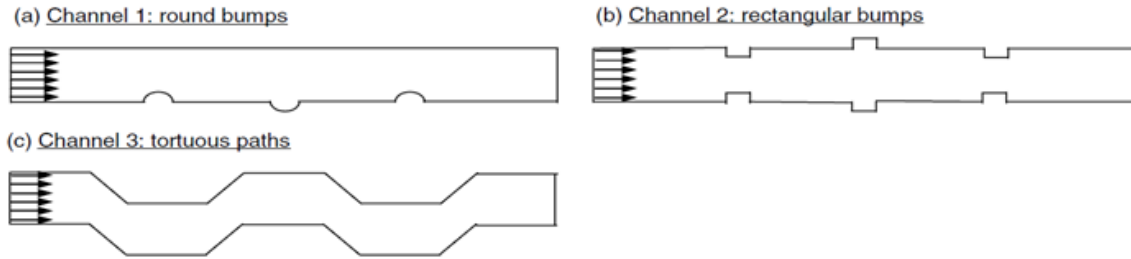 (a) Channel 1: round bumps
(b) Channel 2: rectangular bumps
(c) Channel 3: tortuous paths